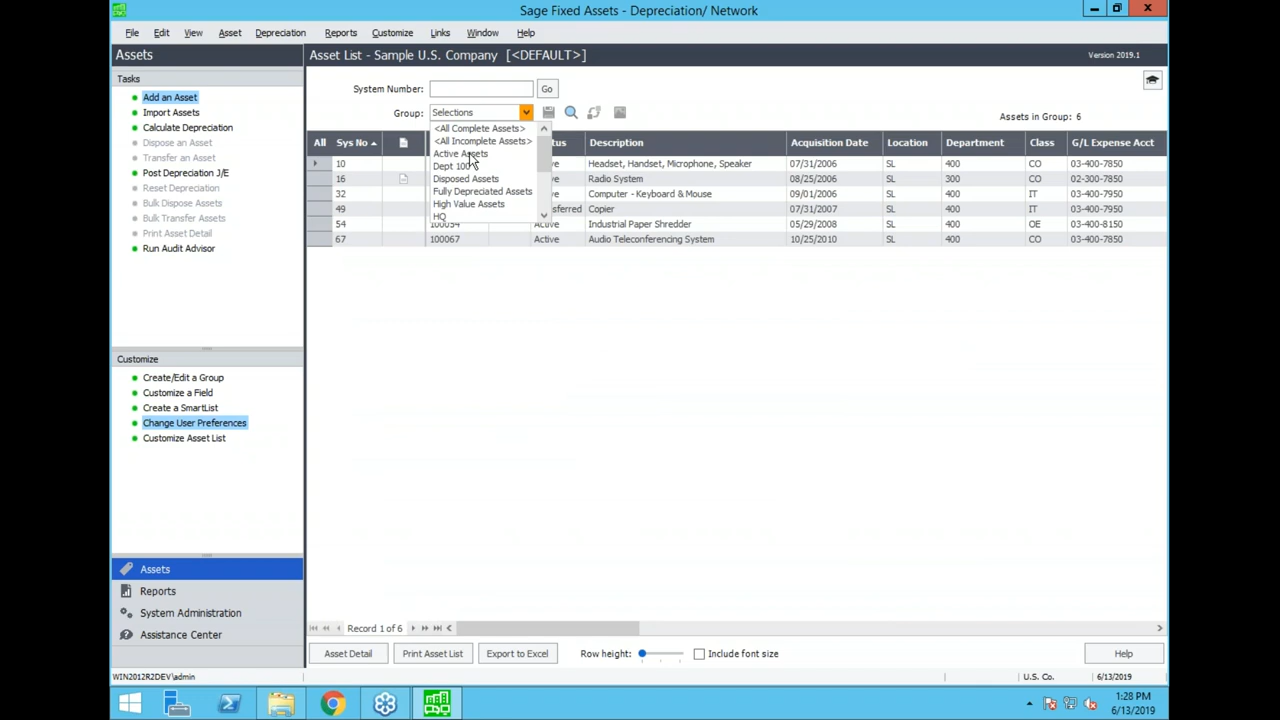 Sage Fixed Assets - Depreciation/ Network
File Edit View Asset Depreciation Reports Customize Links Window Help
Assets
Asset List - Sample U.S. Company [<DEFAULT>]
Version 2019.1
Tasks
Add an Asset
Import Assets
Calculate Depreciation
Dispose an Asset
Transfer an Asset
Post Depreciation J/E
Reset Depreciation
Bulk Dispose Assets
Bulk Transfer Assets
Print Asset Detail
Run Audit Advisor
Customize
Create/Edit a Group
Customize a Field
Create a SmartList
Change User Preferences
Customize Asset List
Assets
Reports
System Administration
Assistance Center
System Number: Go
Group: Selections
Assets in Group: 6
<All Complete Assets>
<All Incomplete Assets>
Active Assets
Dept 100
Disposed Assets
Fully Depreciated Assets
High Value Assets
HQ
All Sys No Description Acquisition Date Location Department Class G/L Expense Acct
10 Headset, Handset, Microphone, Speaker 07/31/2006 SL 400 CO 03-400-7850
16 Radio System 08/25/2006 SL 300 CO 02-300-7850
32 Computer - Keyboard & Mouse 09/01/2006 SL 400 IT 03-400-7950
49 Copier 07/31/2007 SL 400 IT 03-400-7950
54 100054 Active Industrial Paper Shredder 05/29/2008 SL 400 OE 03-400-8150
67 100067 Active Audio Teleconferencing System 10/25/2010 SL 400 CO 03-400-7850
Record 1 of 6
Asset Detail Print Asset List Export to Excel Row height: Include font size Help
WIN2012R2DEV\admin U.S. Co. 6/13/2019
1:28 PM
6/13/2019